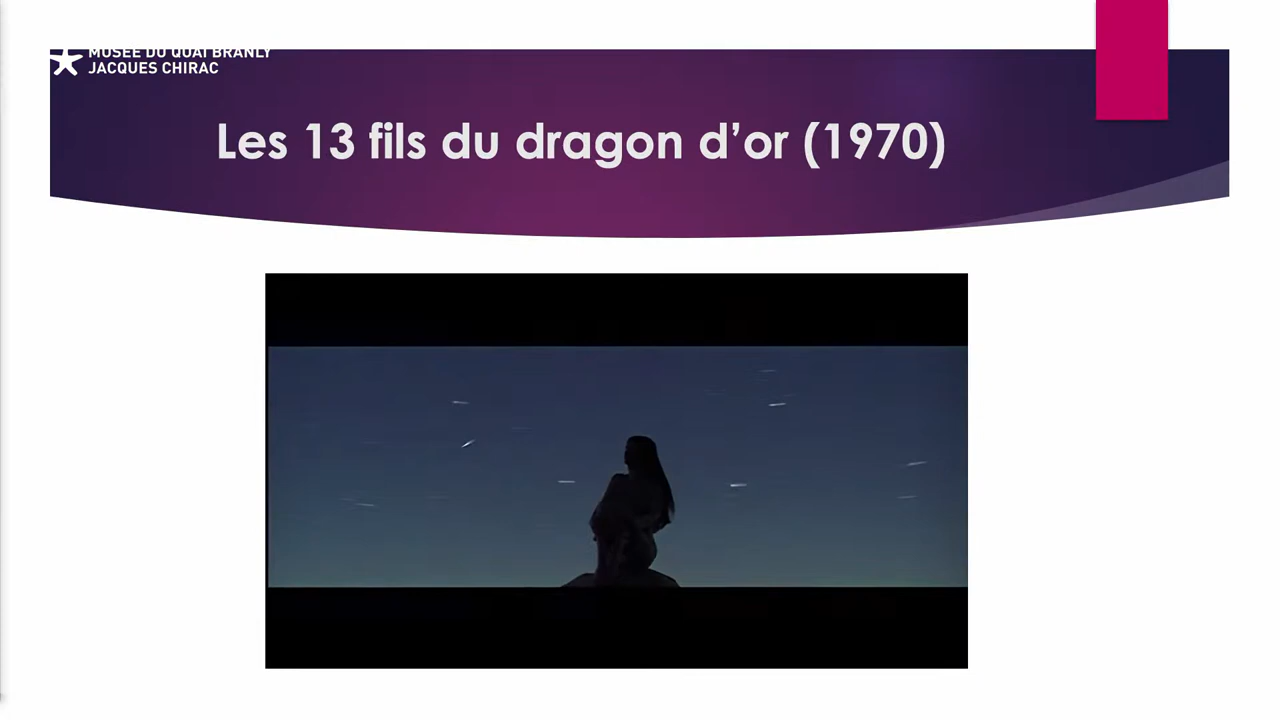 MUSÉE DU QUAI BRANLY
JACQUES CHIRAC
Les 13 fils du dragon d’or (1970)